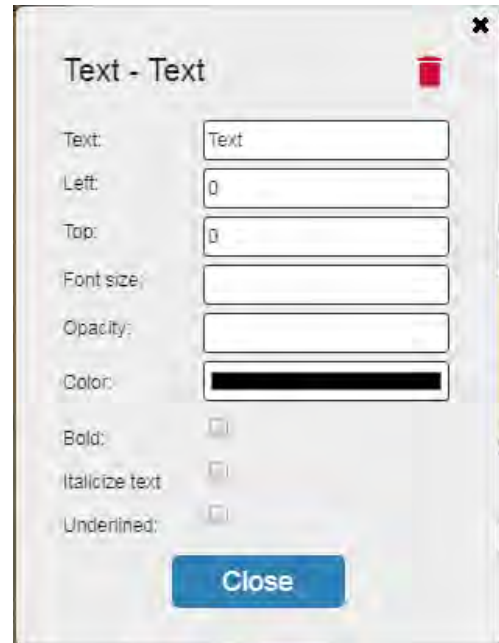 Text - Text
Text: Text
Left: 0
Top: 0
Font size:
Opacity:
Color:
Bold:
Italicize text
Underlined:
Close